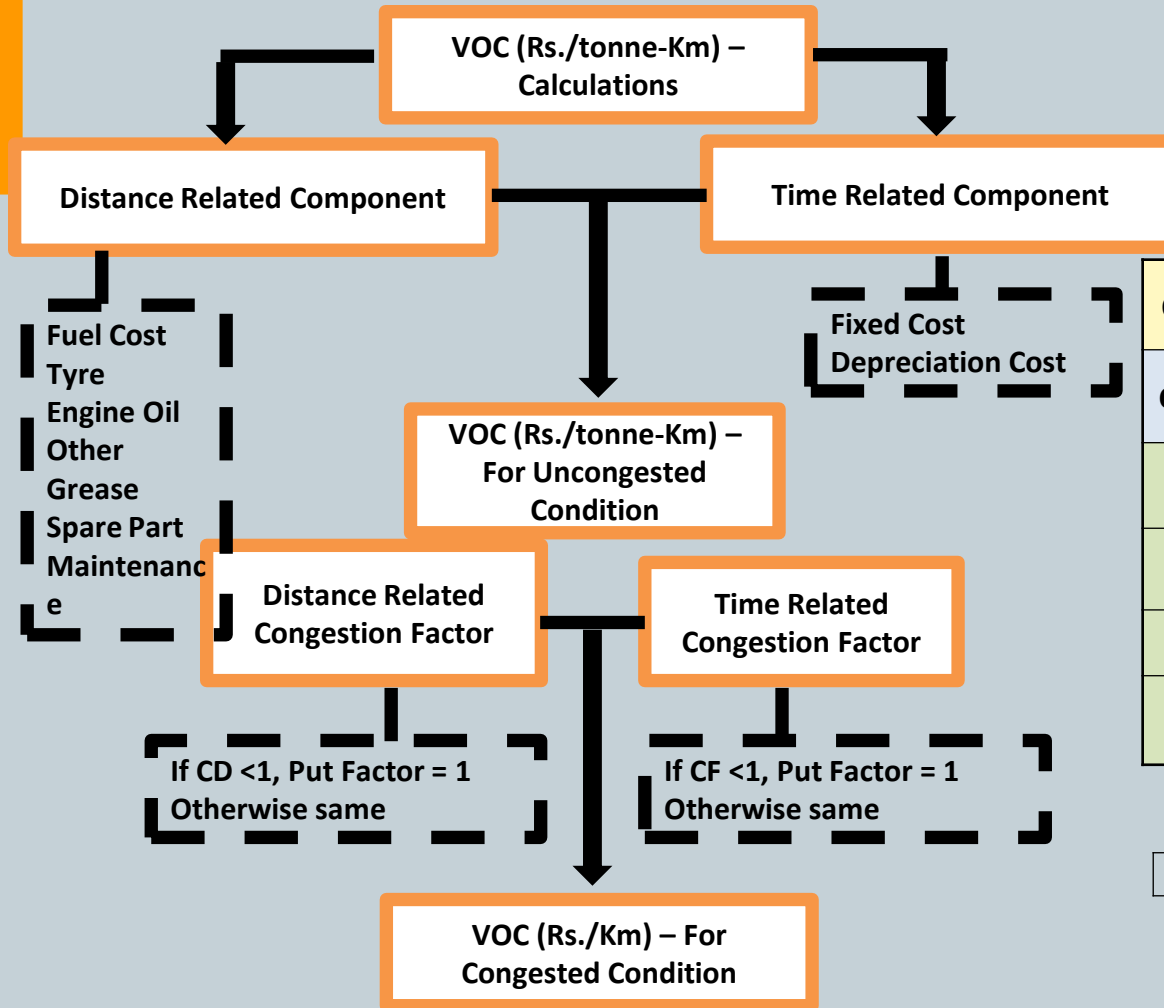 VOC (Rs./tonne-Km) –
Calculations
Distance Related Component
Time Related Component
Fuel Cost
Tyre
Engine Oil
Other
Grease
Spare Part
Maintenanc
e
Fixed Cost
Depreciation Cost
VOC (Rs./tonne-Km) –
For Uncongested
Condition
Distance Related
Congestion Factor
Time Related
Congestion Factor
If CD <1, Put Factor = 1
Otherwise same
If CF <1, Put Factor = 1
Otherwise same
VOC (Rs./Km) – For
Congested Condition